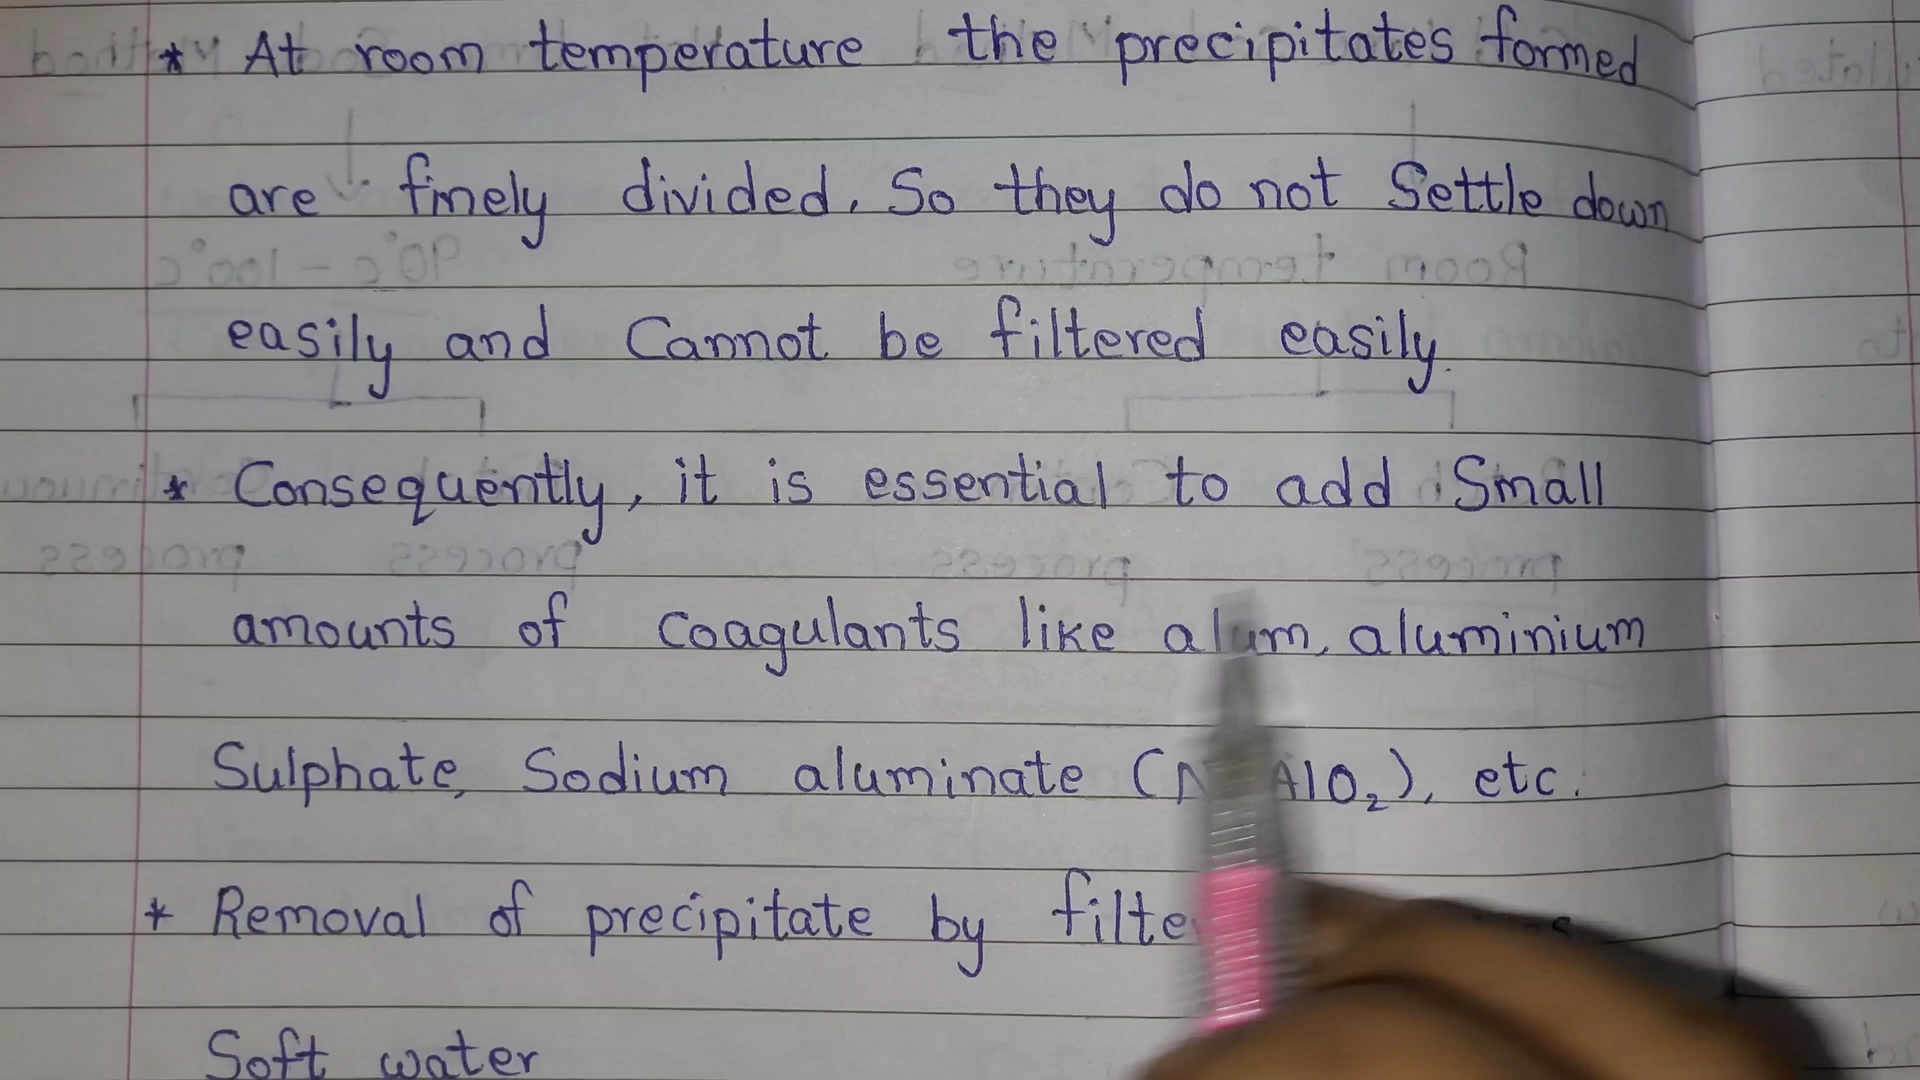 * At room temperature the precipitates formed
are finely divided, So they do not Settle down
easily and Cannot be filtered easily.
* Consequently, it is essential to add Small
amounts of Coagulants like alum, aluminium
Sulphate, Sodium aluminate (NaAlO₂), etc.
* Removal of precipitate by
Soft water